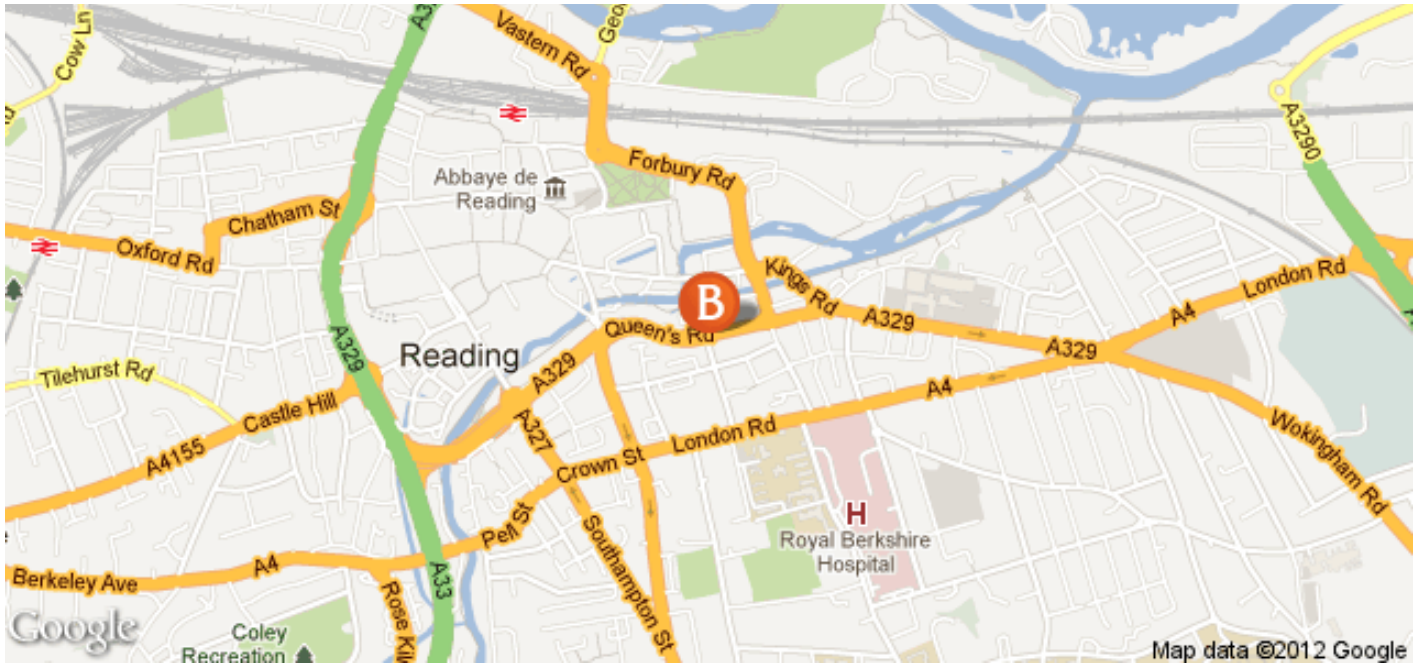 Cow Ln
Vastern Rd
A3290
Forbury Rd
Abbaye de
Reading
Chatham St
Oxford Rd
Kings Rd
London Rd
A4
B
A329
Queen's Rd
A329
A329
Reading
A329
Tilehurst Rd
Castle Hill
A4
A327
London Rd
Wokingham Rd
A4155
Crown St
H
Royal Berkshire
Hospital
Pell St
Southampton St
A4
Berkeley Ave
A33
Google
Coley
Recreation
Map data ©2012 Google